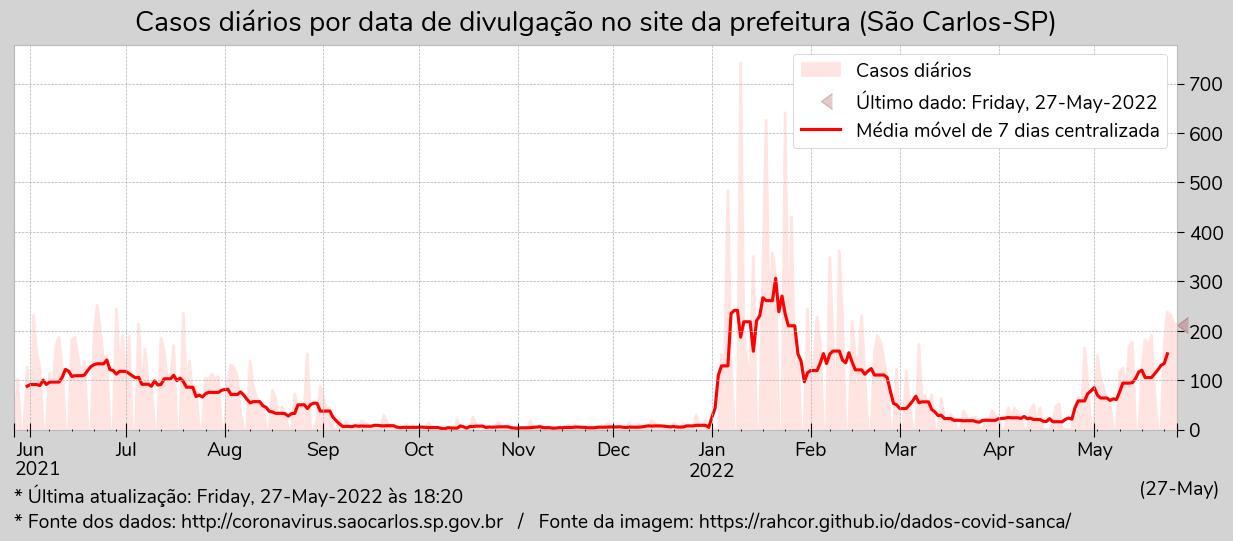 Casos diários por data de divulgação no site da prefeitura (São Carlos-SP)
Casos diários
Último dado: Friday, 27-May-2022
Média móvel de 7 dias centralizada
700
600
500
400
300
200
100
0
Jun Jul Aug Sep Oct Nov Dec Jan Feb Mar Apr May
2021 2022
(27-May)
* Última atualização: Friday, 27-May-2022 às 18:20
* Fonte dos dados: http://coronavirus.saocarlos.sp.gov.br / Fonte da imagem: https://rahcor.github.io/dados-covid-sanca/